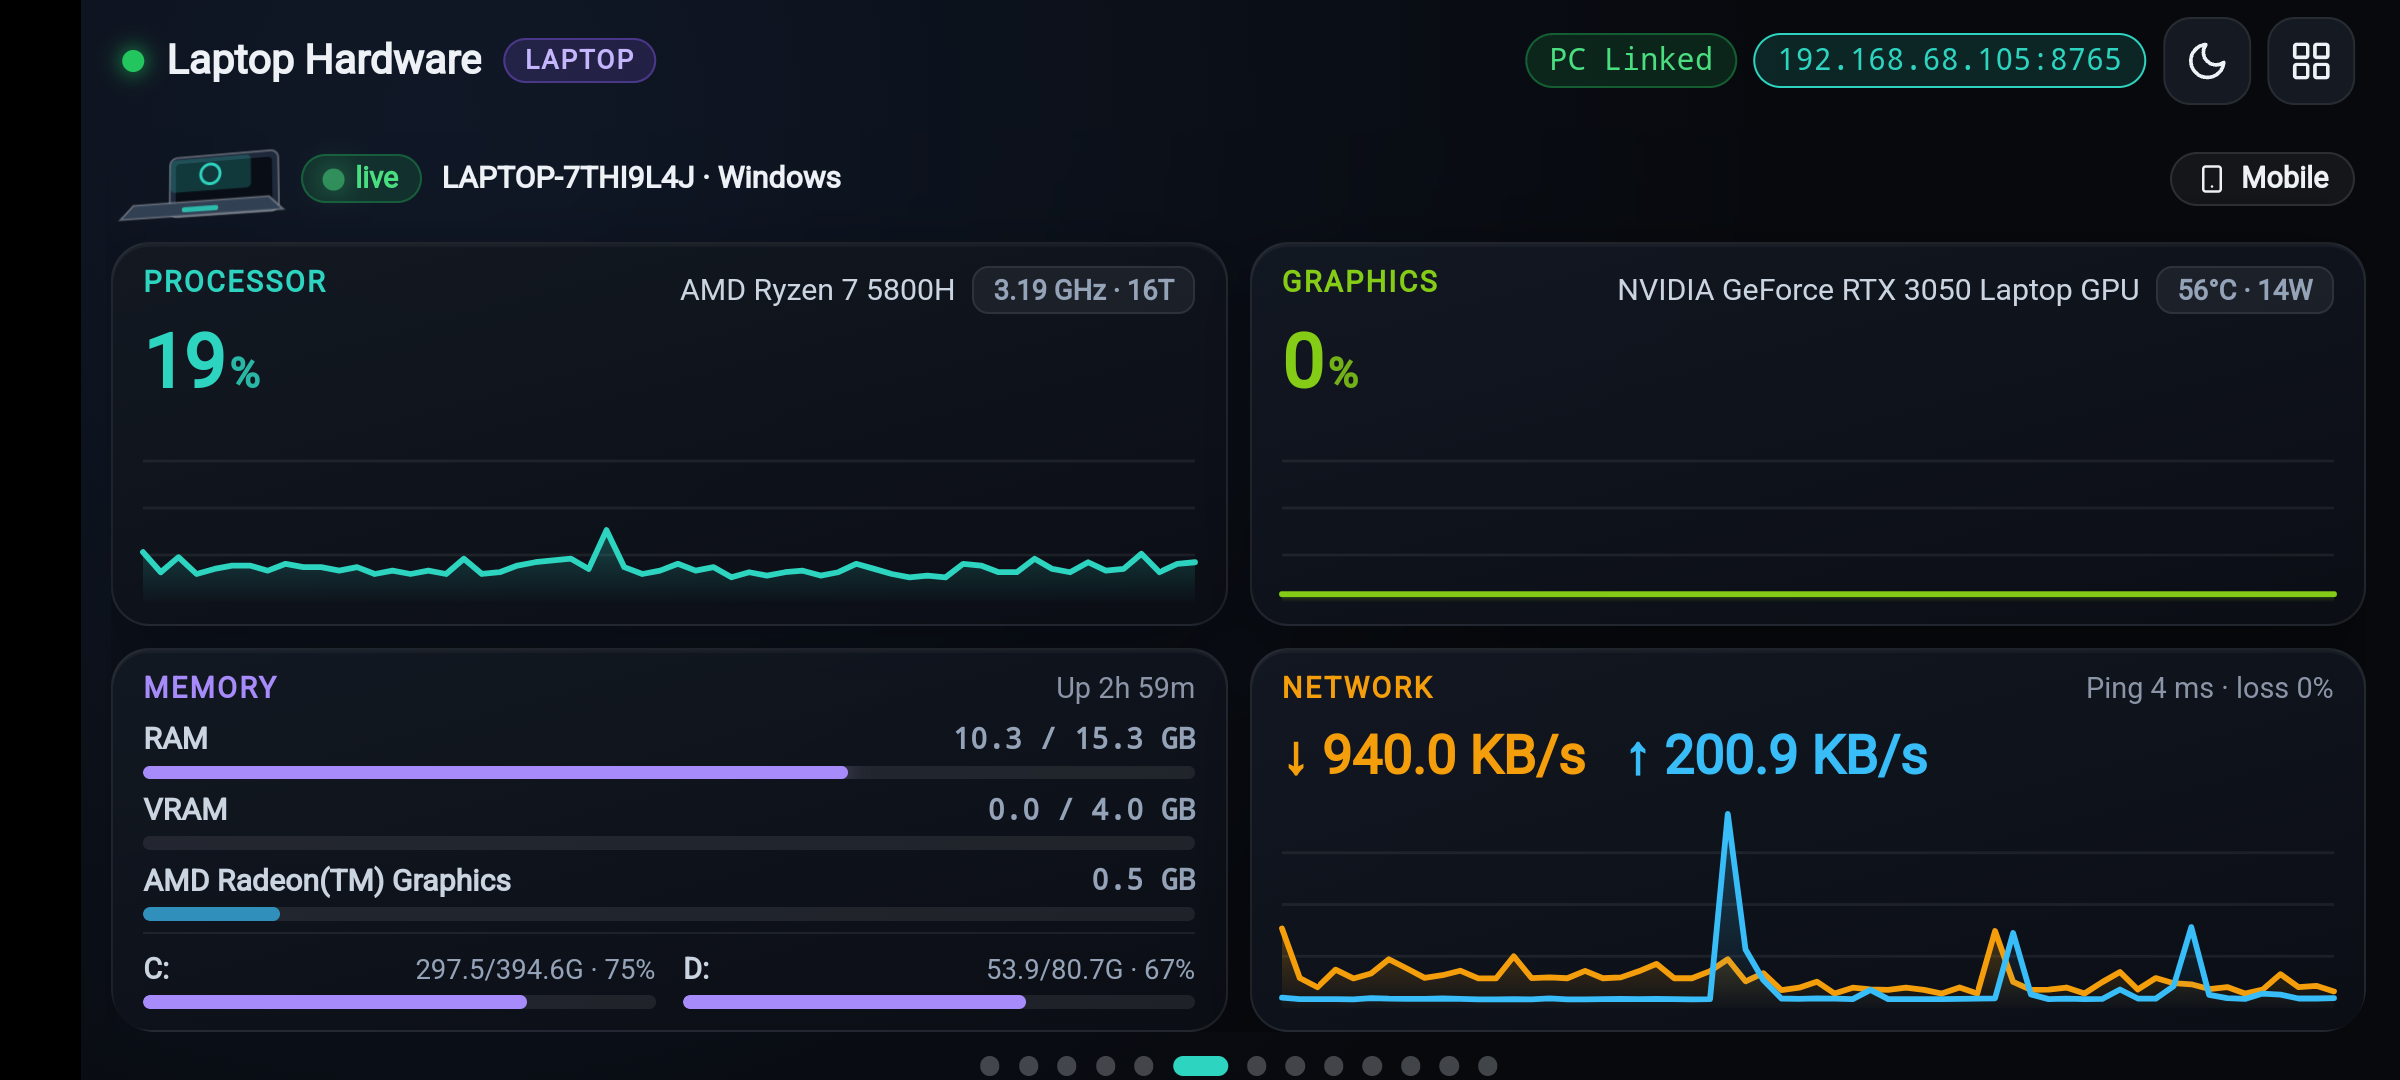 Laptop Hardware LAPTOP PC Linked 192.168.68.105:8765
live LAPTOP-7THI9L4J · Windows Mobile
PROCESSOR AMD Ryzen 7 5800H 3.19 GHz · 16T
19%
GRAPHICS NVIDIA GeForce RTX 3050 Laptop GPU 56°C · 14W
0%
MEMORY Up 2h 59m
RAM 10.3 / 15.3 GB
VRAM 0.0 / 4.0 GB
AMD Radeon(TM) Graphics 0.5 GB
C: 297.5/394.6G · 75% D: 53.9/80.7G · 67%
NETWORK Ping 4 ms · loss 0%
↓ 940.0 KB/s ↑ 200.9 KB/s